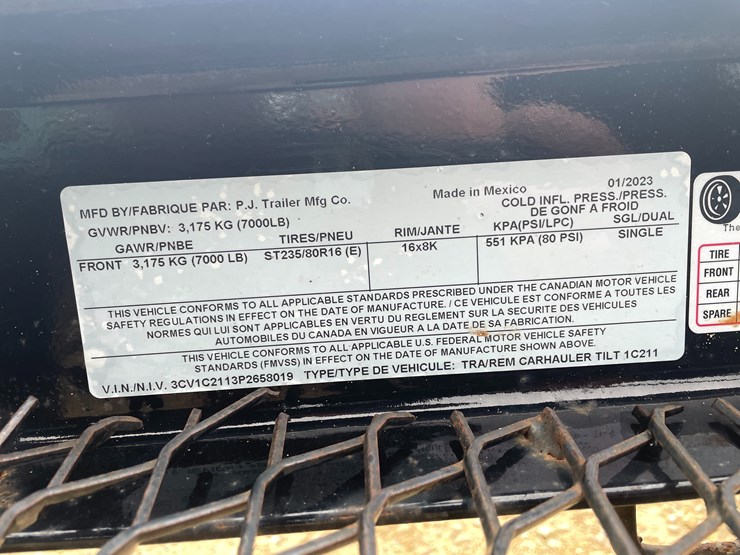 MFD BY/FABRIQUE PAR: P.J. Trailer Mfg Co. Made in Mexico 01/2023
GVWR/PNBV: 3,175 KG (7000LB) COLD INFL. PRESS./PRESS.
DE GONF A FROID
GAWR/PNBE TIRES/PNEU RIM/JANTE KPA(PSI/LPC) SGL/DUAL
FRONT 3,175 KG (7000 LB) ST235/80R16 (E) 16x8K 551 KPA (80 PSI) SINGLE
THIS VEHICLE CONFORMS TO ALL APPLICABLE STANDARDS PRESCRIBED UNDER THE CANADIAN MOTOR VEHICLE
SAFETY REGULATIONS IN EFFECT ON THE DATE OF MANUFACTURE. / CE VEHICULE EST CONFORME A TOUTES LES
NORMES QUI LUI SONT APPLICABLES EN VERTU DU REGLEMENT SUR LA SECURITE DES VEHICULES
AUTOMOBILES DU CANADA EN VIGUEUR A LA DATE DE SA FABRICATION.
THIS VEHICLE CONFORMS TO ALL APPLICABLE U.S. FEDERAL MOTOR VEHICLE SAFETY
STANDARDS (FMVSS) IN EFFECT ON THE DATE OF MANUFACTURE SHOWN ABOVE.
V.I.N./N.I.V. 3CV1C2113P2658019 TYPE/TYPE DE VEHICULE: TRA/REM CARHAULER TILT 1C211
The
TIRE
FRONT
REAR
SPARE